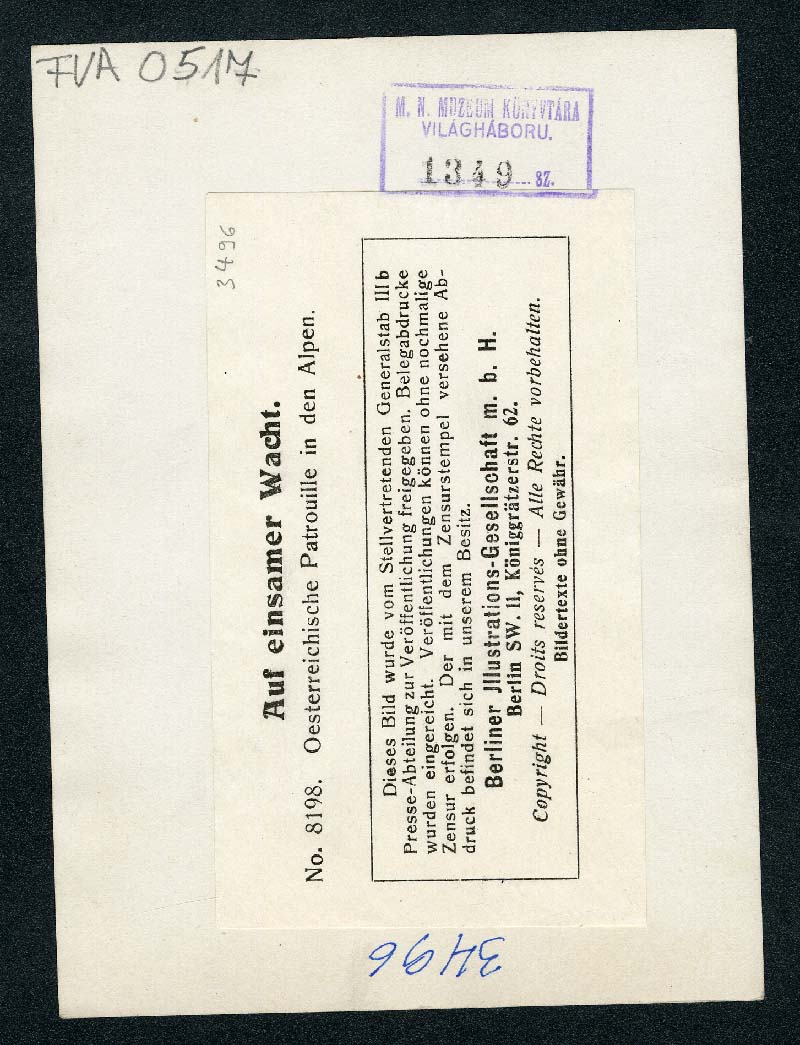 FVA 0517
M. N. MUZEUM KÖNYVTÁRA
VILÁGHÁBORU.
1349 sz.
3496
Auf einsamer Wacht.
No. 8198. Oesterreichische Patrouille in den Alpen.
Dieses Bild wurde vom Stellvertretenden Generalstab III b
Presse-Abteilung zur Veröffentlichung freigegeben. Belegabdrucke
wurden eingereicht. Veröffentlichungen können ohne nochmalige
Zensur erfolgen. Der mit dem Zensurstempel versehene Ab-
druck befindet sich in unserem Besitz.
Berliner Jllustrations-Gesellschaft m. b. H.
Berlin SW. 11, Königgrätzerstr. 62.
Copyright — Droits reservés — Alle Rechte vorbehalten.
Bildertexte ohne Gewähr.
3496